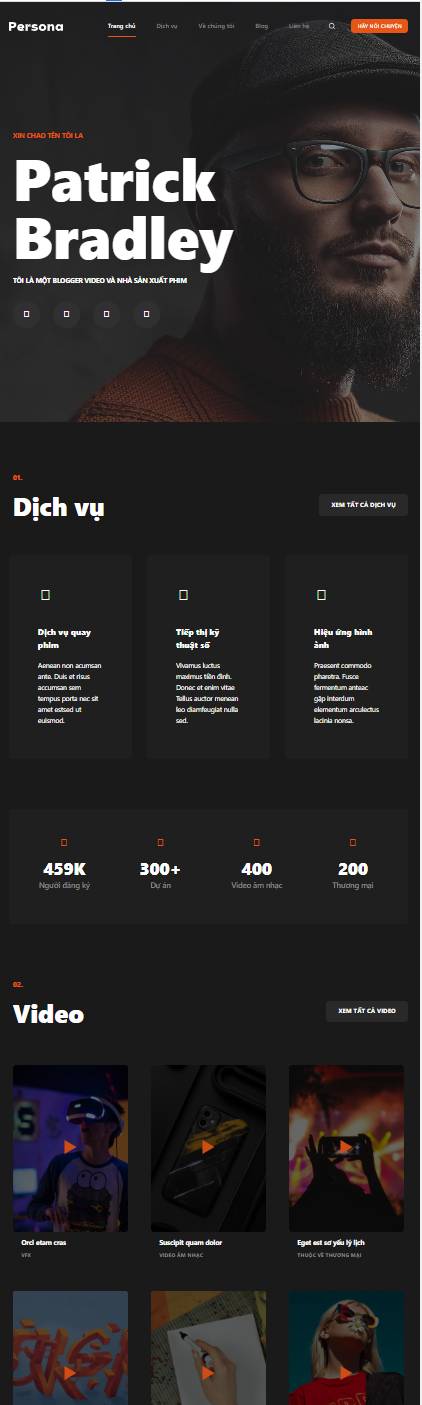 Persona
Trang chủ
Dịch vụ
Về chúng tôi
Blog
Liên hệ
HÃY NÓI CHUYỆN
XIN CHAO TÊN TÔI LA
Patrick
Bradley
TÔI LÀ MỘT BLOGGER VIDEO VÀ NHÀ SẢN XUẤT PHIM
01.
Dịch vụ
XEM TẤT CẢ DỊCH VỤ
Dịch vụ quay
phim
Aenean non acumsan
ante. Duis et risus
accumsan sem
tempus porta nec sit
amet estsed ut
euismod.
Tiếp thị kỹ
thuật số
Vivamus luctus
maximus tiền đình.
Donec et enim vitae
Tellus auctor menean
leo diamfeugiat nulla
sed.
Hiệu ứng hình
ảnh
Praesent commodo
pharetra. Fusce
fermentum anteac
gặp interdum
elementum arculectus
lacinia nonsa.
459K
Người đăng ký
300+
Dự án
400
Video âm nhạc
200
Thương mại
02.
Video
XEM TẤT CẢ VIDEO
Orci etam cras
VFX
Suscipit quam dolor
VIDEO ÂM NHẠC
Eget est sơ yếu lý lịch
THUỘC VỀ THƯƠNG MẠI